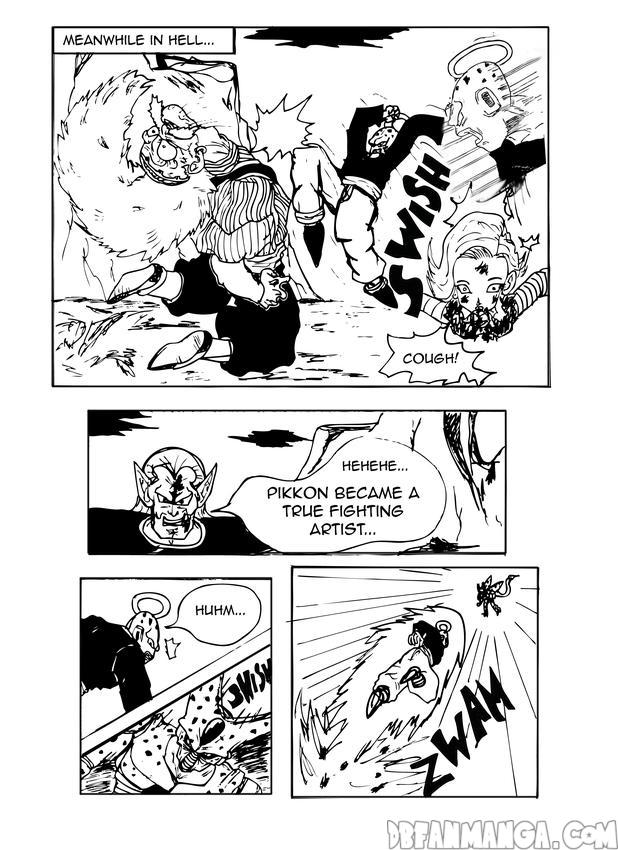 MEANWHILE IN HELL...
SWISH
COUGH!
HEHEHE...
PIKKON BECAME A
TRUE FIGHTING
ARTIST...
HUHM...
SWISH
ZWAM
DBFANMANGA.COM